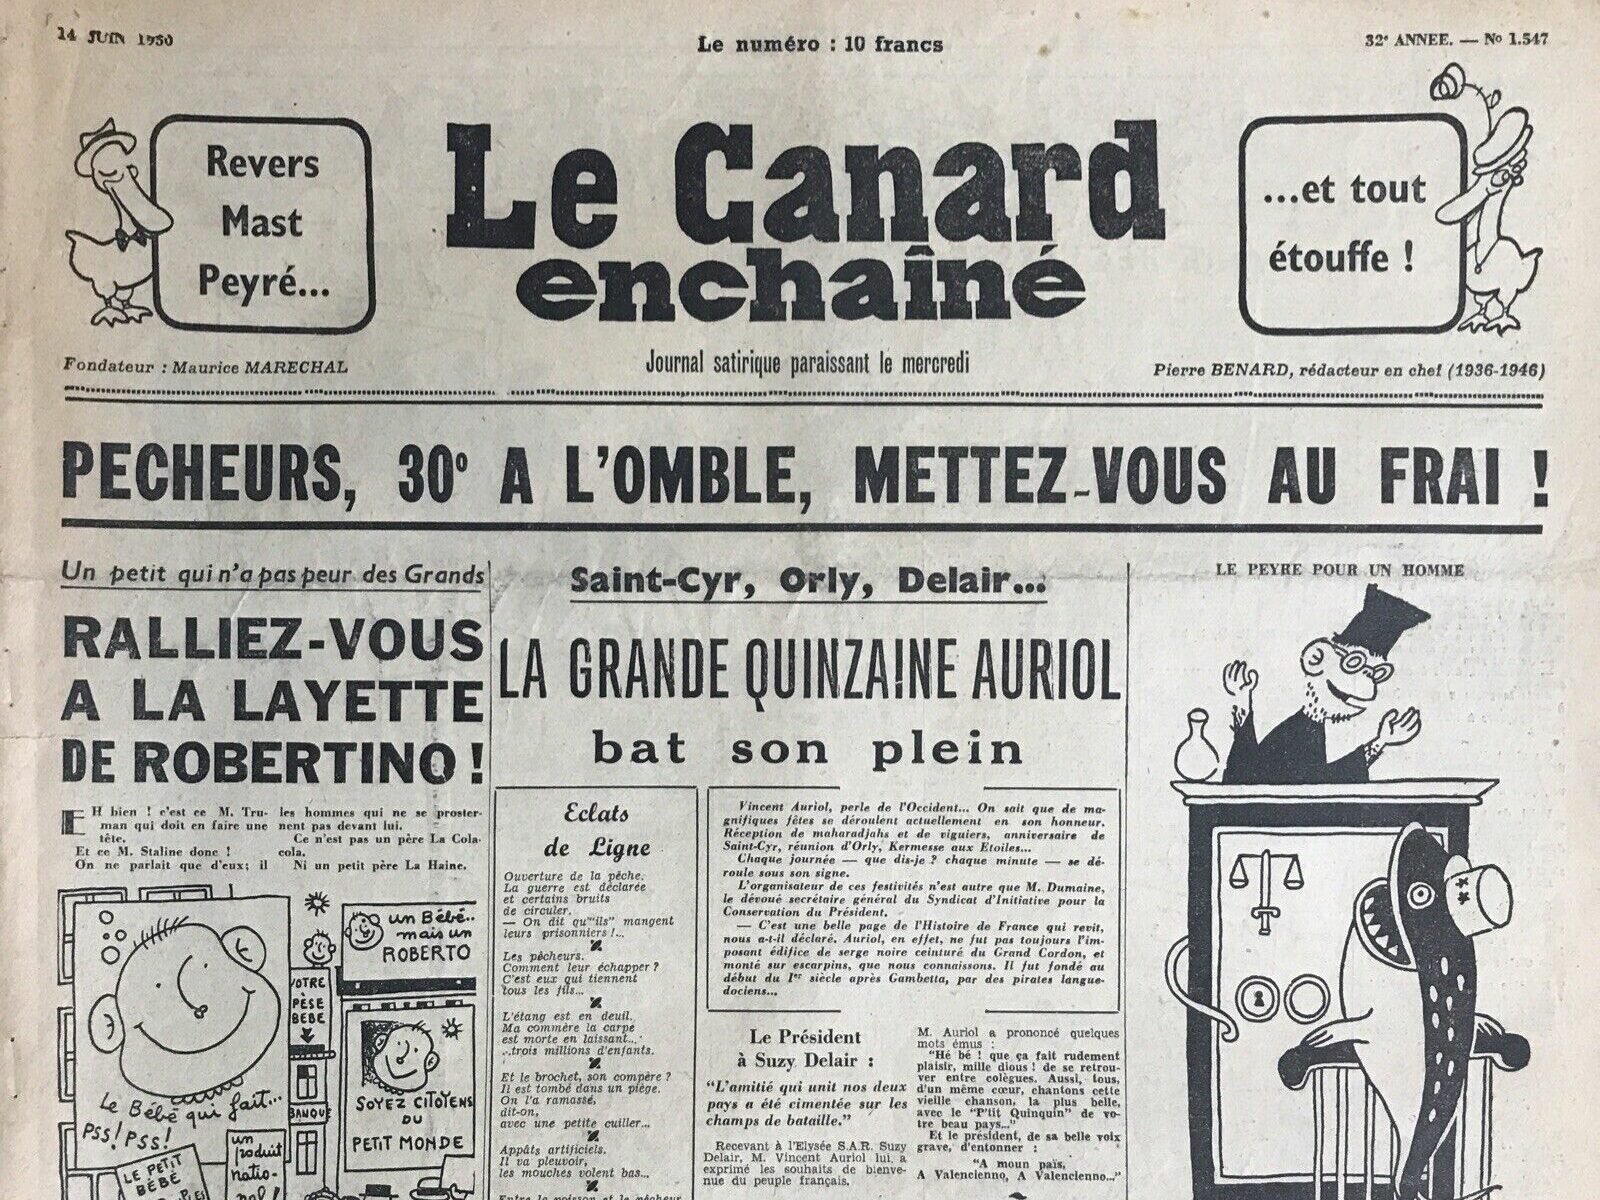 14 JUIN 1950
Le numéro : 10 francs
32e ANNEE. — No 1.547
Revers
Mast
Peyré...
Le Canard
enchaîné
...et tout
étouffe !
Fondateur : Maurice MARECHAL
Journal satirique paraissant le mercredi
Pierre BENARD, rédacteur en chef (1936-1946)
PECHEURS, 30° A L'OMBLE, METTEZ-VOUS AU FRAI !
Un petit qui n'a pas peur des Grands
RALLIEZ-VOUS
A LA LAYETTE
DE ROBERTINO !
EH bien ! c'est ce M. Tru-
man qui doit en faire une
tête.
Et ce M. Staline donc !
On ne parlait que d'eux ; il
les hommes qui ne se proster-
nent pas devant lui.
Ce n'est pas un père La Cola-
cola.
Ni un petit père La Haine.
un Bébé..
mais un
ROBERTO
VOTRE
PÈSE
BEBE
Le Bébé qui fait...
PSS! PSS!
BANQUE
SOYEZ CITOYENS
DU
PETIT MONDE
un
produit
natio-
nal!
LE PETIT
BÉBÉ
Saint-Cyr, Orly, Delair...
LA GRANDE QUINZAINE AURIOL
bat son plein
Eclats
de Ligne
Ouverture de la pêche.
La guerre est déclarée
et certains bruits
de circuler.
— On dit qu'"ils" mangent
leurs prisonniers !...
Les pêcheurs.
Comment leur échapper ?
C'est eux qui tiennent
tous les fils...
L'étang est en deuil.
Ma commère la carpe
est morte en laissant...
...trois millions d'enfants.
Et le brochet, son compère ?
Il est tombé dans un piège.
On l'a ramassé,
dit-on,
avec une petite cuiller...
Appâts artificiels.
Il va pleuvoir,
les mouches volent bas...
Entre le poisson et le pêcheur
Vincent Auriol, perle de l'Occident... On sait que de ma-
gnifiques fêtes se déroulent actuellement en son honneur.
Réception de maharadjahs et de viguiers, anniversaire de
Saint-Cyr, réunion d'Orly, Kermesse aux Etoiles...
Chaque journée — que dis-je ? chaque minute — se dé-
roule sous son signe.
L'organisateur de ces festivités n'est autre que M. Dumaine,
le dévoué secrétaire général du Syndicat d'Initiative pour la
Conservation du Président.
— C'est une belle page de l'Histoire de France qui revit,
nous a-t-il déclaré. Auriol, en effet, ne fut pas toujours l'im-
posant édifice de serge noire ceinturé du Grand Cordon, et
monté sur escarpins, que nous connaissons. Il fut fondé au
début du 1er siècle après Gambetta, par des pirates langue-
dociens...
Le Président
à Suzy Delair :
"L'amitié qui unit nos deux
pays a été cimentée sur les
champs de bataille."
Recevant à l'Elysée S.A.R. Suzy
Delair, M. Vincent Auriol lui a
exprimé les souhaits de bienve-
nue du peuple français.
M. Auriol a prononcé quelques
mots émus :
"Hé bé ! que ça fait rudement
plaisir, mille dious ! de se retrou-
ver entre colègues. Aussi, tous,
d'un même cœur, chantons cette
vieille chanson, la plus belle,
avec le "P'tit Quinquin" de vo-
tre beau pays..."
Et le président, de sa belle voix
grave, d'entonner :
"A moun païs,
A Valencienno, A Valencienno..."
LE PEYRE POUR UN HOMME